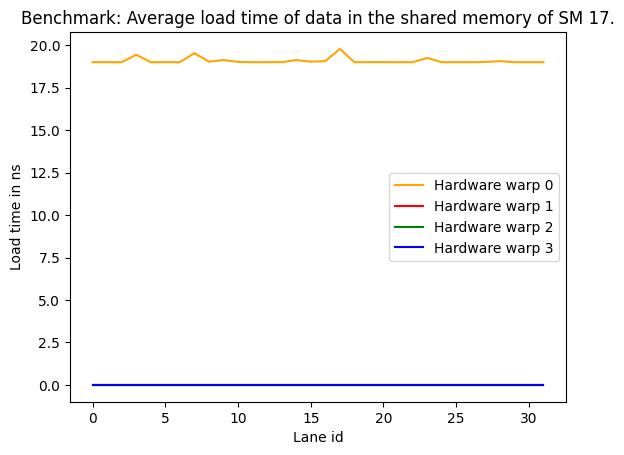 Benchmark: Average load time of data in the shared memory of SM 17.
20.0
17.5
15.0
12.5
10.0
7.5
5.0
2.5
0.0
Load time in ns
Hardware warp 0
Hardware warp 1
Hardware warp 2
Hardware warp 3
0 5 10 15 20 25 30
Lane id